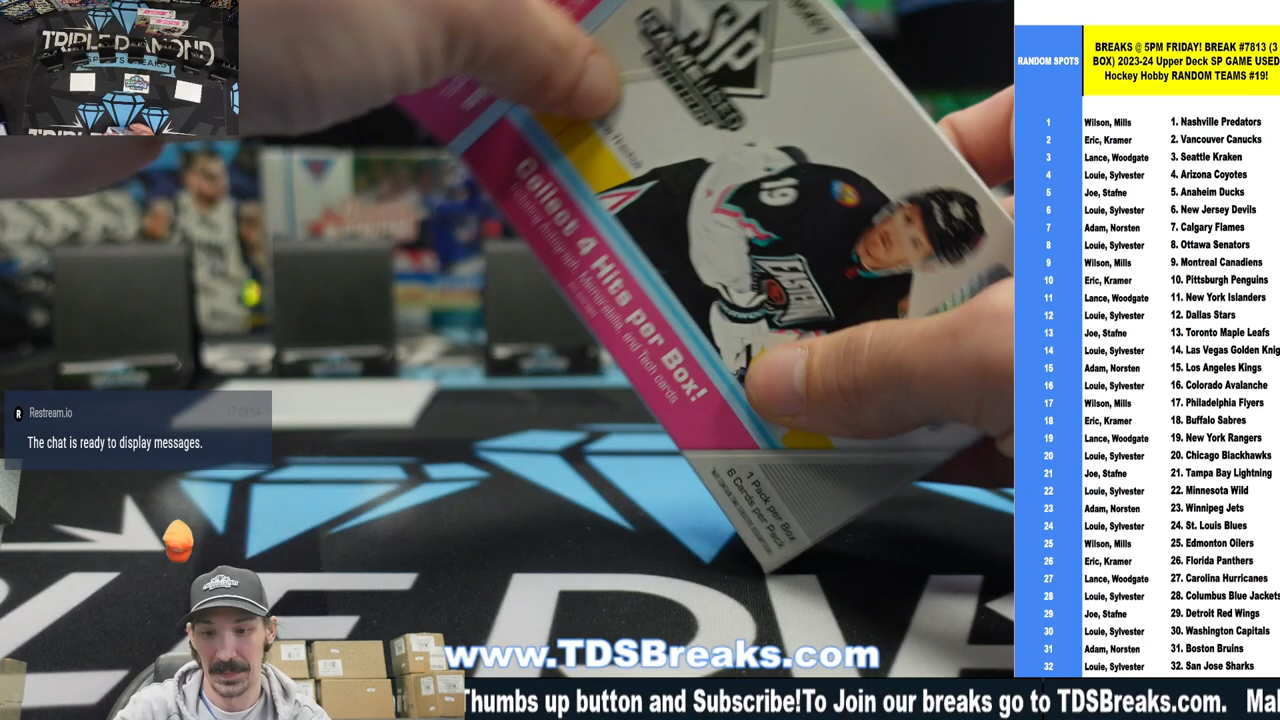 TRIPLE DIAMOND
SPORTS BREAKS
SP
GAME USED
19
EASTERN
Collect 4 Hits per Box!
1 Pack per Box
6 Cards per Pack
Restream.io
The chat is ready to display messages.
www.TDSBreaks.com
Thumbs up button and Subscribe!To Join our breaks go to TDSBreaks.com. Ma
RANDOM SPOTS
BREAKS @ 5PM FRIDAY! BREAK #7813 (3
BOX) 2023-24 Upper Deck SP GAME USED
Hockey Hobby RANDOM TEAMS #19!
1 Wilson, Mills 1. Nashville Predators
2 Eric, Kramer 2. Vancouver Canucks
3 Lance, Woodgate 3. Seattle Kraken
4 Louie, Sylvester 4. Arizona Coyotes
5 Joe, Stafne 5. Anaheim Ducks
6 Louie, Sylvester 6. New Jersey Devils
7 Adam, Norsten 7. Calgary Flames
8 Louie, Sylvester 8. Ottawa Senators
9 Wilson, Mills 9. Montreal Canadiens
10 Eric, Kramer 10. Pittsburgh Penguins
11 Lance, Woodgate 11. New York Islanders
12 Louie, Sylvester 12. Dallas Stars
13 Joe, Stafne 13. Toronto Maple Leafs
14 Louie, Sylvester 14. Las Vegas Golden Knig
15 Adam, Norsten 15. Los Angeles Kings
16 Louie, Sylvester 16. Colorado Avalanche
17 Wilson, Mills 17. Philadelphia Flyers
18 Eric, Kramer 18. Buffalo Sabres
19 Lance, Woodgate 19. New York Rangers
20 Louie, Sylvester 20. Chicago Blackhawks
21 Joe, Stafne 21. Tampa Bay Lightning
22 Louie, Sylvester 22. Minnesota Wild
23 Adam, Norsten 23. Winnipeg Jets
24 Louie, Sylvester 24. St. Louis Blues
25 Wilson, Mills 25. Edmonton Oilers
26 Eric, Kramer 26. Florida Panthers
27 Lance, Woodgate 27. Carolina Hurricanes
28 Louie, Sylvester 28. Columbus Blue Jackets
29 Joe, Stafne 29. Detroit Red Wings
30 Louie, Sylvester 30. Washington Capitals
31 Adam, Norsten 31. Boston Bruins
32 Louie, Sylvester 32. San Jose Sharks